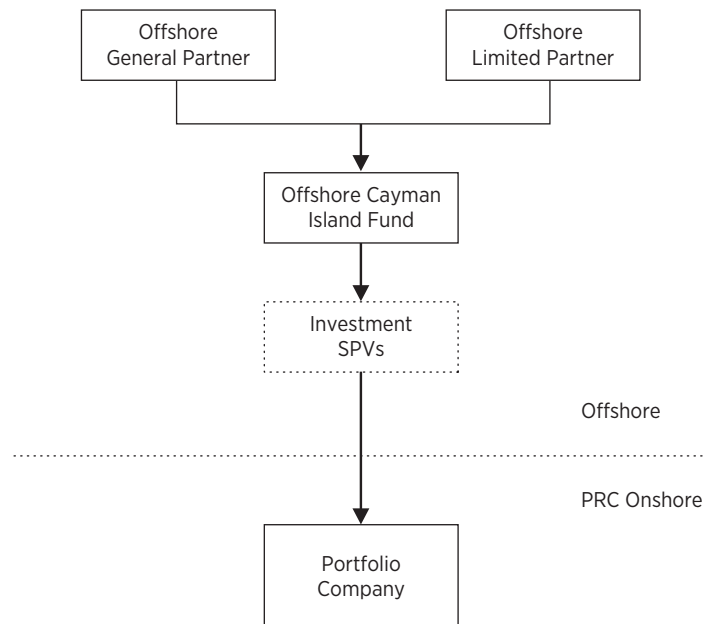 Offshore
General Partner
Offshore
Limited Partner
Offshore Cayman
Island Fund
Investment
SPVs
Offshore
PRC Onshore
Portfolio
Company